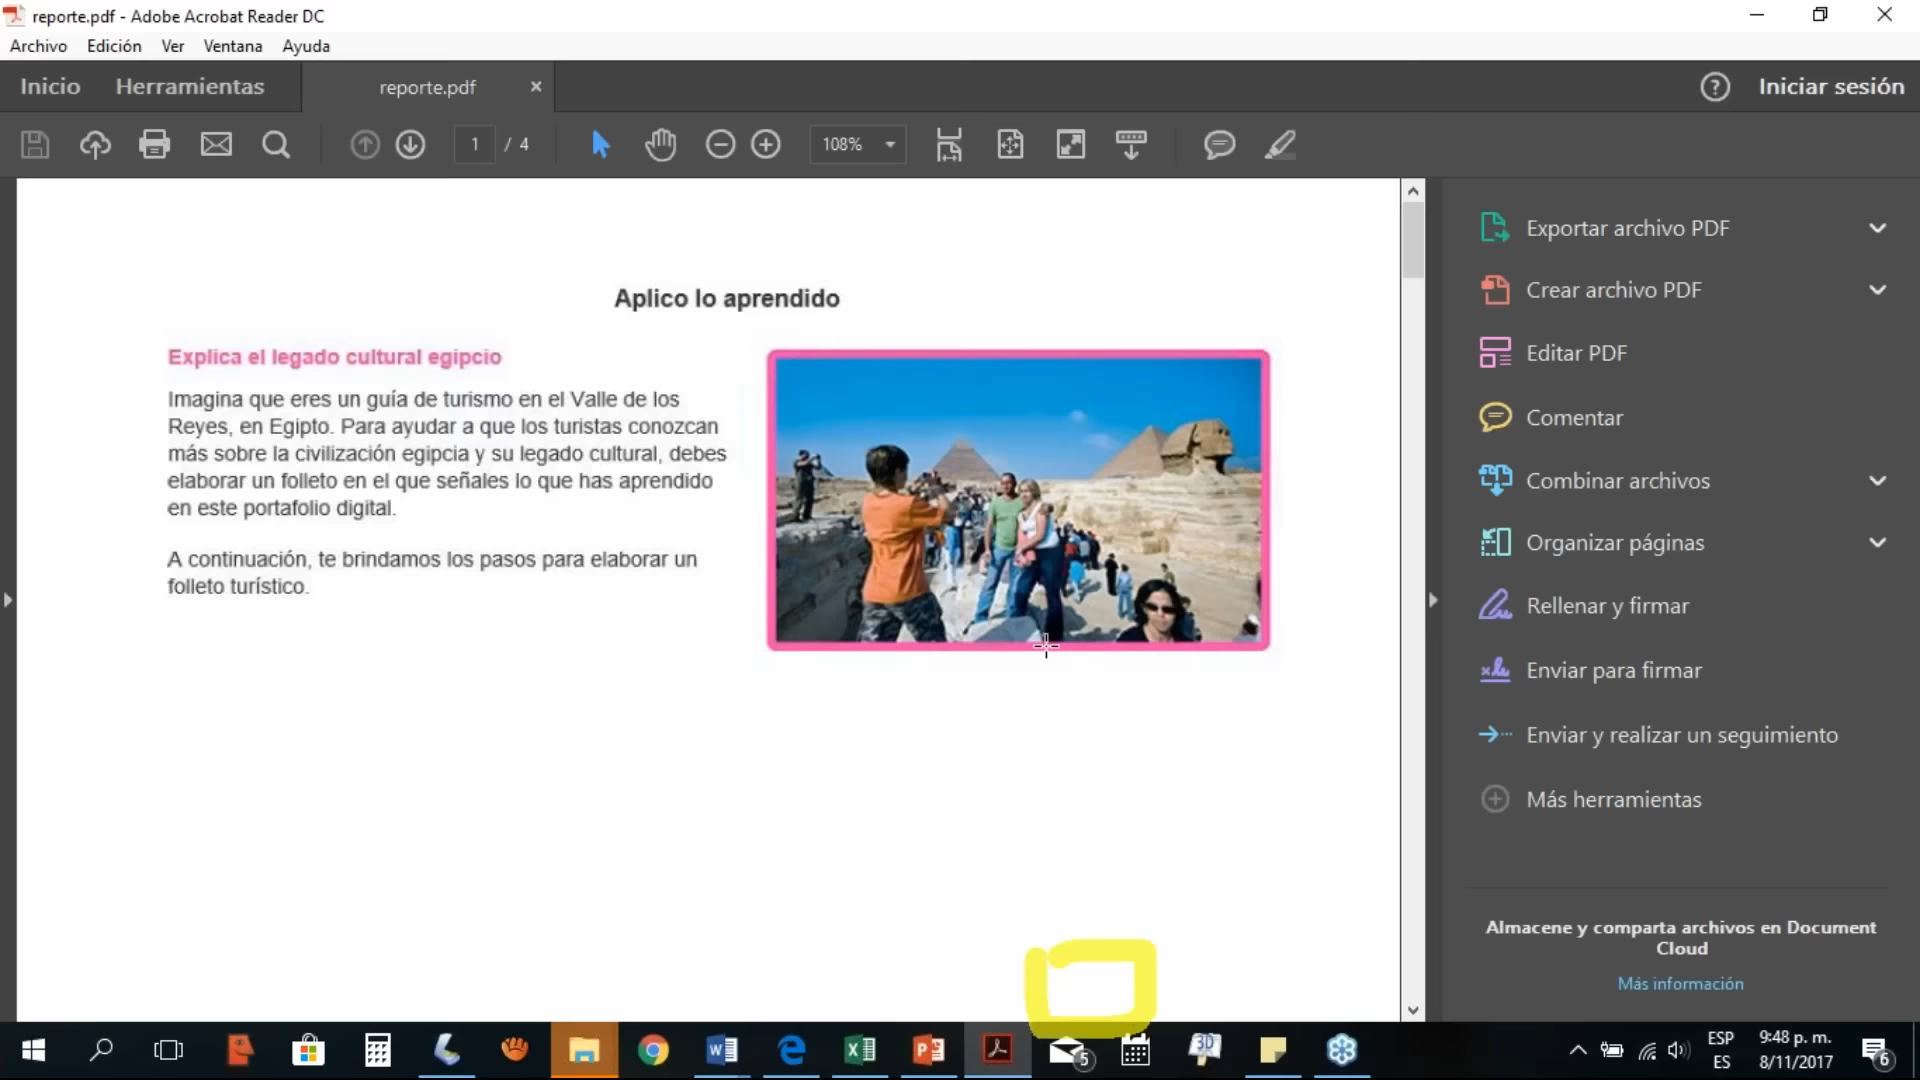 reporte.pdf - Adobe Acrobat Reader DC
Archivo Edición Ver Ventana Ayuda
Inicio Herramientas reporte.pdf × ? Iniciar sesión
1 / 4 108%
Aplico lo aprendido
Explica el legado cultural egipcio
Imagina que eres un guía de turismo en el Valle de los
Reyes, en Egipto. Para ayudar a que los turistas conozcan
más sobre la civilización egipcia y su legado cultural, debes
elaborar un folleto en el que señales lo que has aprendido
en este portafolio digital.
A continuación, te brindamos los pasos para elaborar un
folleto turístico.
Exportar archivo PDF
Crear archivo PDF
Editar PDF
Comentar
Combinar archivos
Organizar páginas
Rellenar y firmar
Enviar para firmar
Enviar y realizar un seguimiento
Más herramientas
Almacene y comparta archivos en Document
Cloud
Más información
5 3D ESP 9:48 p. m. 6
ES 8/11/2017